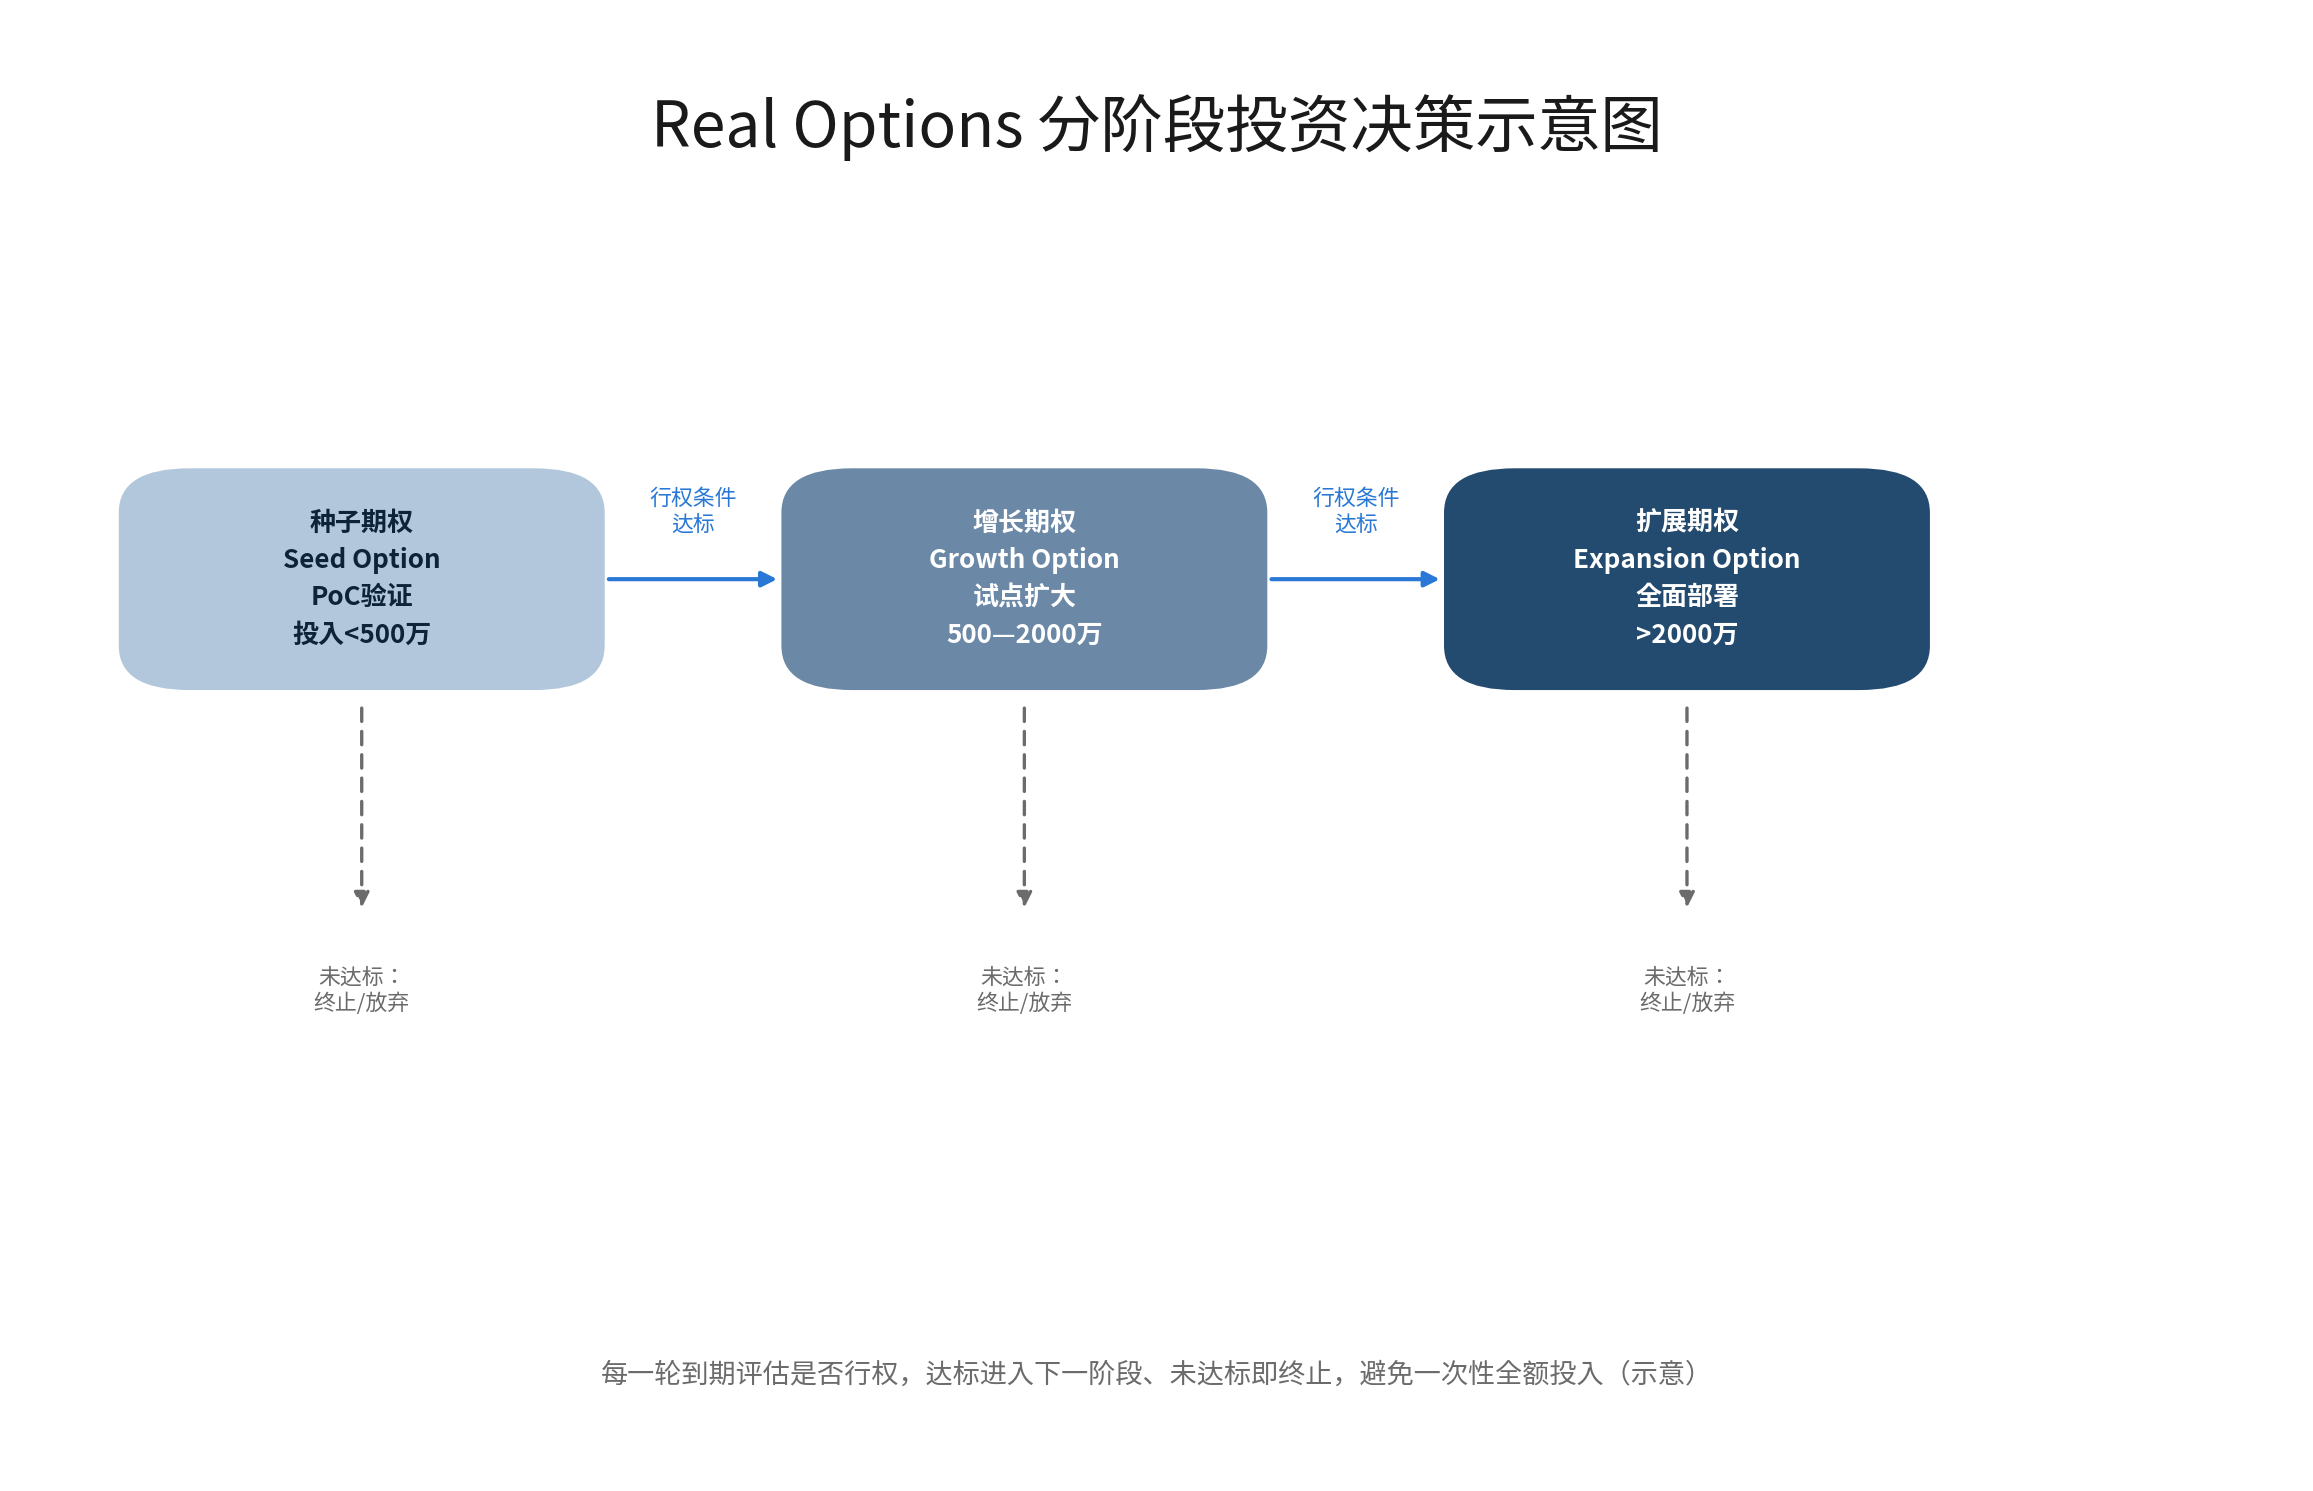 Real Options 分阶段投资决策示意图
种子期权
Seed Option
PoC验证
投入<500万
行权条件
达标
增长期权
Growth Option
试点扩大
500—2000万
行权条件
达标
扩展期权
Expansion Option
全面部署
>2000万
未达标：
终止/放弃
未达标：
终止/放弃
未达标：
终止/放弃
每一轮到期评估是否行权，达标进入下一阶段、未达标即终止，避免一次性全额投入（示意）